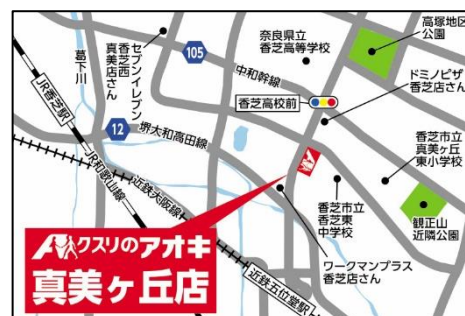 高塚地区
公園
奈良県立
香芝高等学校
セブンイレブン
香芝西
真美店さん
105
中和幹線
ドミノピザ
香芝店さん
葛下川
香芝高校前
JR香芝駅
12
堺大和高田線
香芝市立
真美ヶ丘
東小学校
JR和歌山線
近鉄大阪線
香芝市立
香芝東
中学校
観正山
近隣公園
クスリのアオキ
真美ヶ丘店
ワークマンプラス
香芝店さん
近鉄五位堂駅